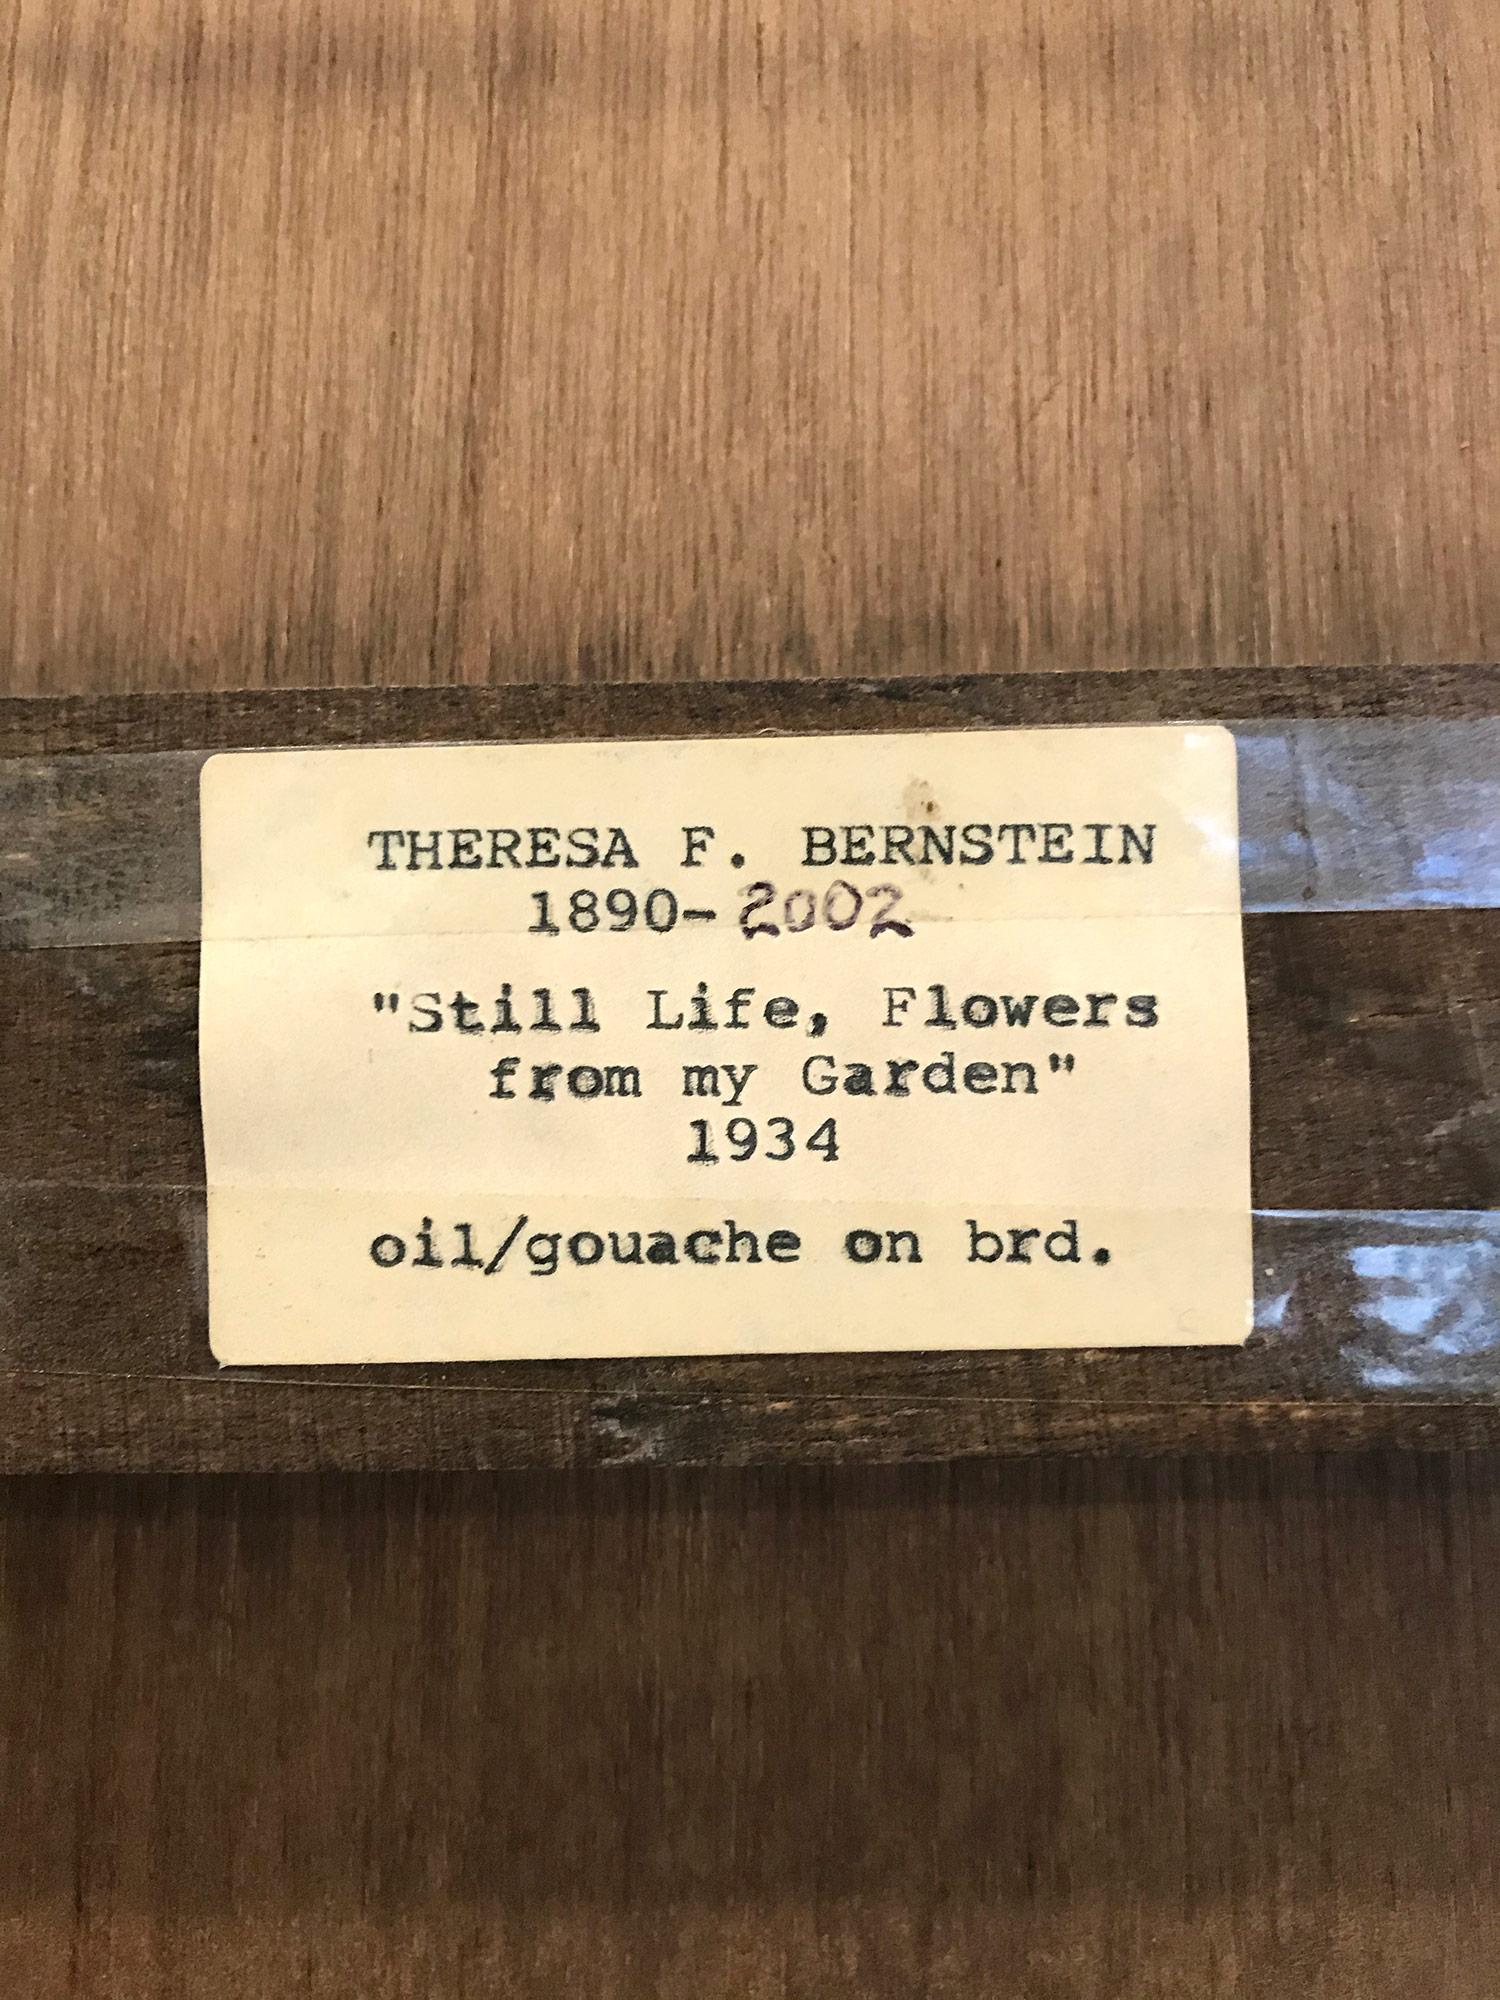 THERESA F. BERNSTEIN
1890-2002
"Still Life, Flowers
from my Garden"
1934
oil/gouache on brd.